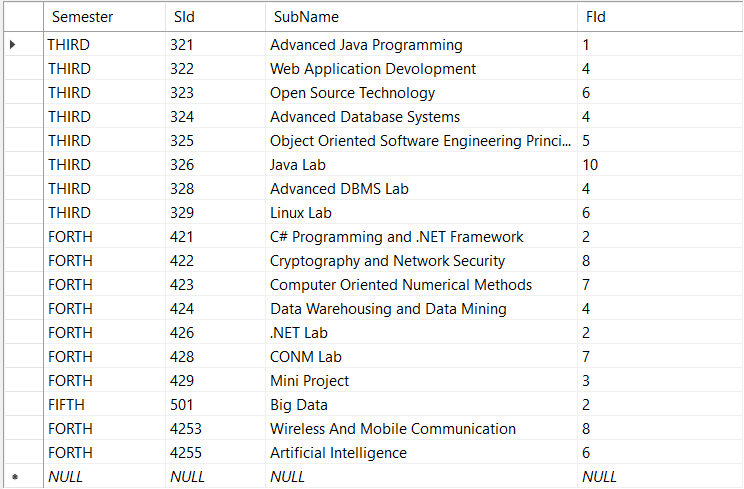 Semester SId SubName FId
THIRD 321 Advanced Java Programming 1
THIRD 322 Web Application Devolopment 4
THIRD 323 Open Source Technology 6
THIRD 324 Advanced Database Systems 4
THIRD 325 Object Oriented Software Engineering Princi... 5
THIRD 326 Java Lab 10
THIRD 328 Advanced DBMS Lab 4
THIRD 329 Linux Lab 6
FORTH 421 C# Programming and .NET Framework 2
FORTH 422 Cryptography and Network Security 8
FORTH 423 Computer Oriented Numerical Methods 7
FORTH 424 Data Warehousing and Data Mining 4
FORTH 426 .NET Lab 2
FORTH 428 CONM Lab 7
FORTH 429 Mini Project 3
FIFTH 501 Big Data 2
FORTH 4253 Wireless And Mobile Communication 8
FORTH 4255 Artificial Intelligence 6
NULL NULL NULL NULL